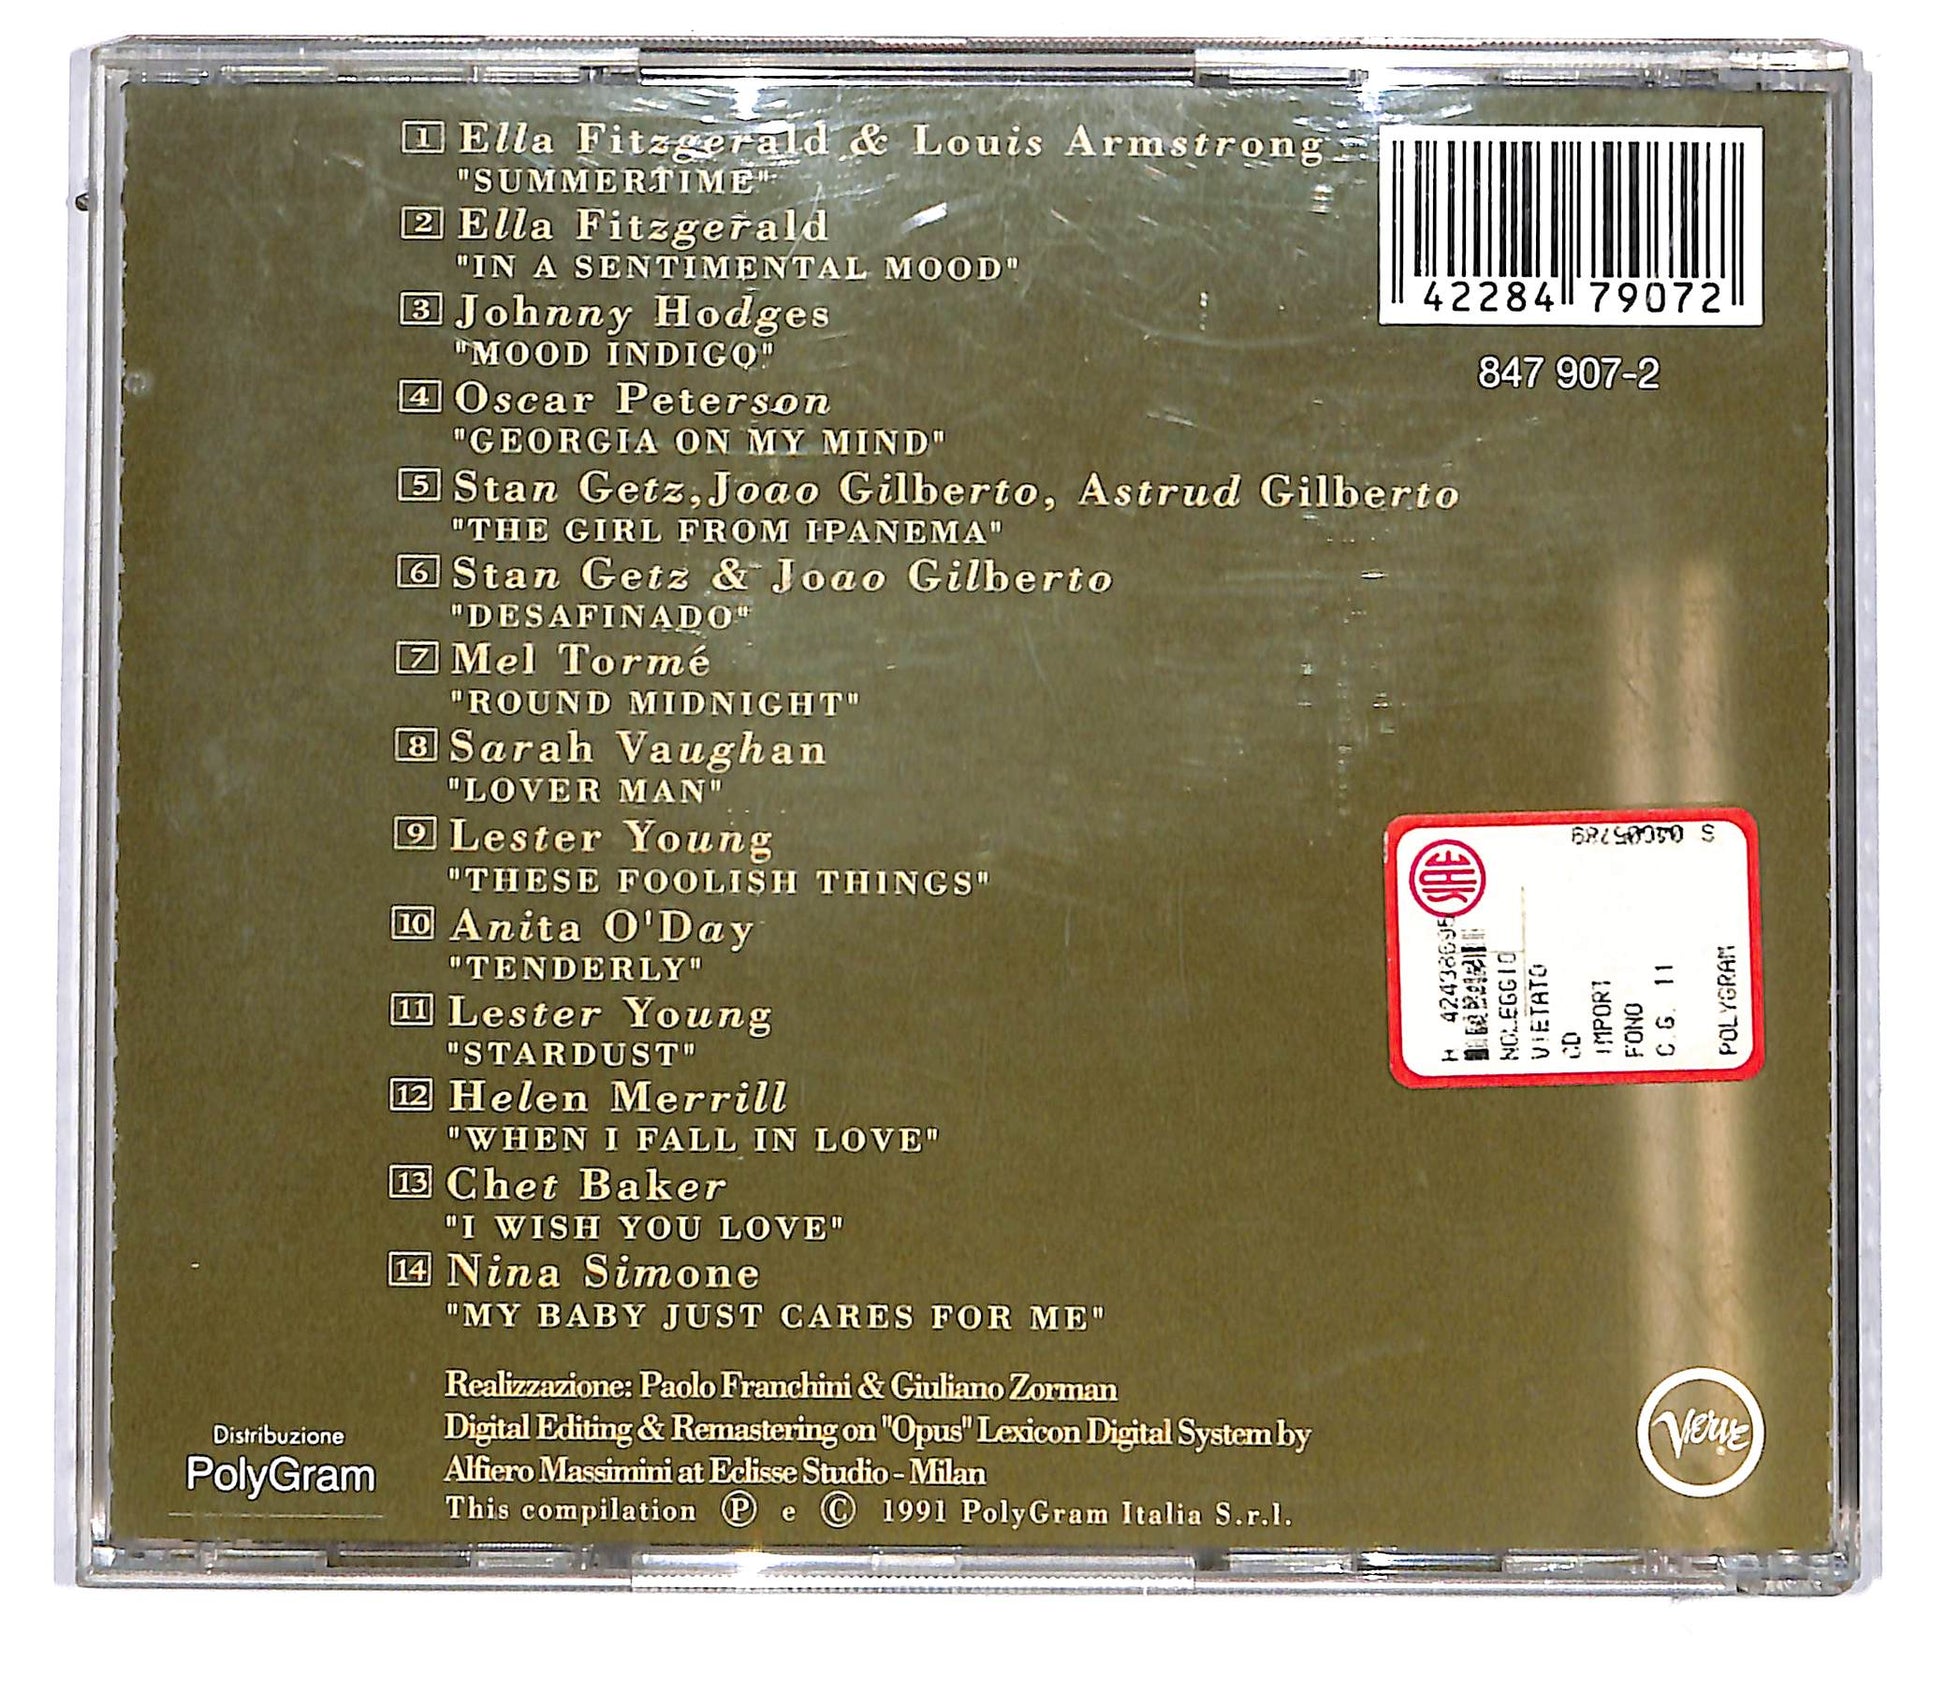 1 Ella Fitzgerald & Louis Armstrong
"SUMMERTIME"
2 Ella Fitzgerald
"IN A SENTIMENTAL MOOD"
3 Johnny Hodges
"MOOD INDIGO"
4 Oscar Peterson
"GEORGIA ON MY MIND"
5 Stan Getz, Joao Gilberto, Astrud Gilberto
"THE GIRL FROM IPANEMA"
6 Stan Getz & Joao Gilberto
"DESAFINADO"
7 Mel Tormé
"ROUND MIDNIGHT"
8 Sarah Vaughan
"LOVER MAN"
9 Lester Young
"THESE FOOLISH THINGS"
10 Anita O'Day
"TENDERLY"
11 Lester Young
"STARDUST"
12 Helen Merrill
"WHEN I FALL IN LOVE"
13 Chet Baker
"I WISH YOU LOVE"
14 Nina Simone
"MY BABY JUST CARES FOR ME"
Realizzazione: Paolo Franchini & Giuliano Zorman
Digital Editing & Remastering on "Opus" Lexicon Digital System by
Alfiero Massimini at Eclisse Studio - Milan
This compilation Ⓟ e © 1991 PolyGram Italia S.r.l.
Distribuzione
PolyGram
42284 79072
847 907-2
SIAE
NOLEGGIO
VIETATO
CD
IMPORT
FONO
C.G. 11
POLYGRAM
Verve